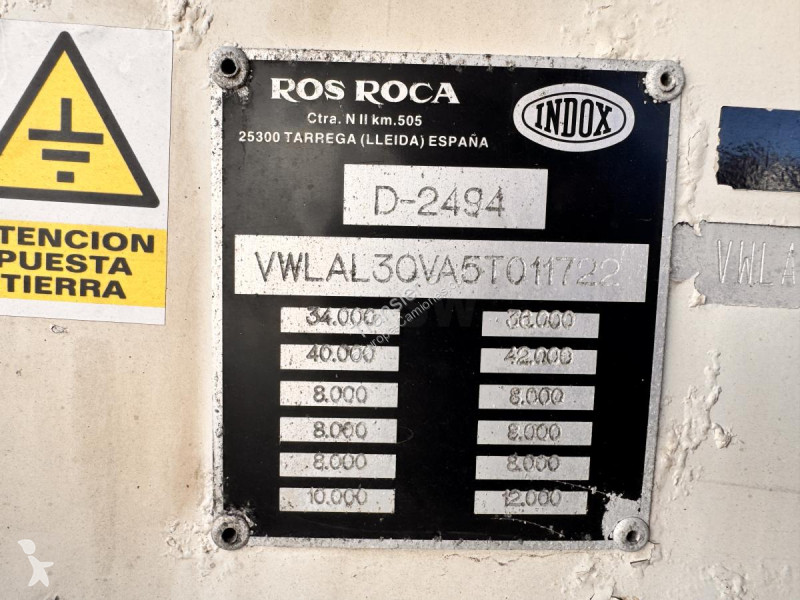 ROS ROCA
Ctra. N II km. 505
25300 TARREGA (LLEIDA) ESPAÑA
INDOX
D-2494
VWLAL30VA5T011722
34.000 36.000
40.000 42.000
8.000 8.000
8.000 8.000
8.000 8.000
10.000 12.000
TENCION
PUESTA
TIERRA
VWLA